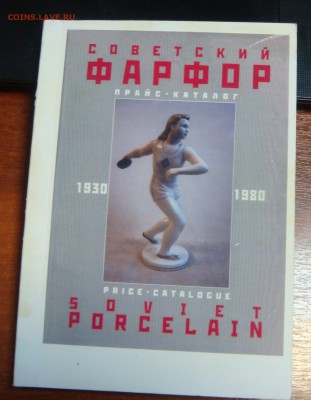 COINS.LAVE.RU
СОВЕТСКИЙ
ФАРФОР
ПРАЙС-КАТАЛОГ
1930
1980
PRICE-CATALOGUE
SOVIET
PORCELAIN